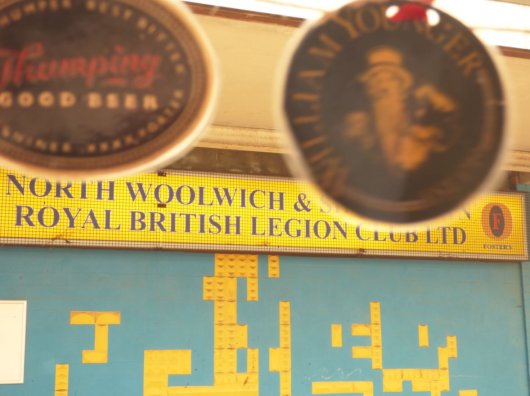 Thumping
GOOD BEER
WILLIAM YOUNGER
NORTH WOOLWICH &
ROYAL BRITISH LEGION CLUB LTD
F
FOSTER'S